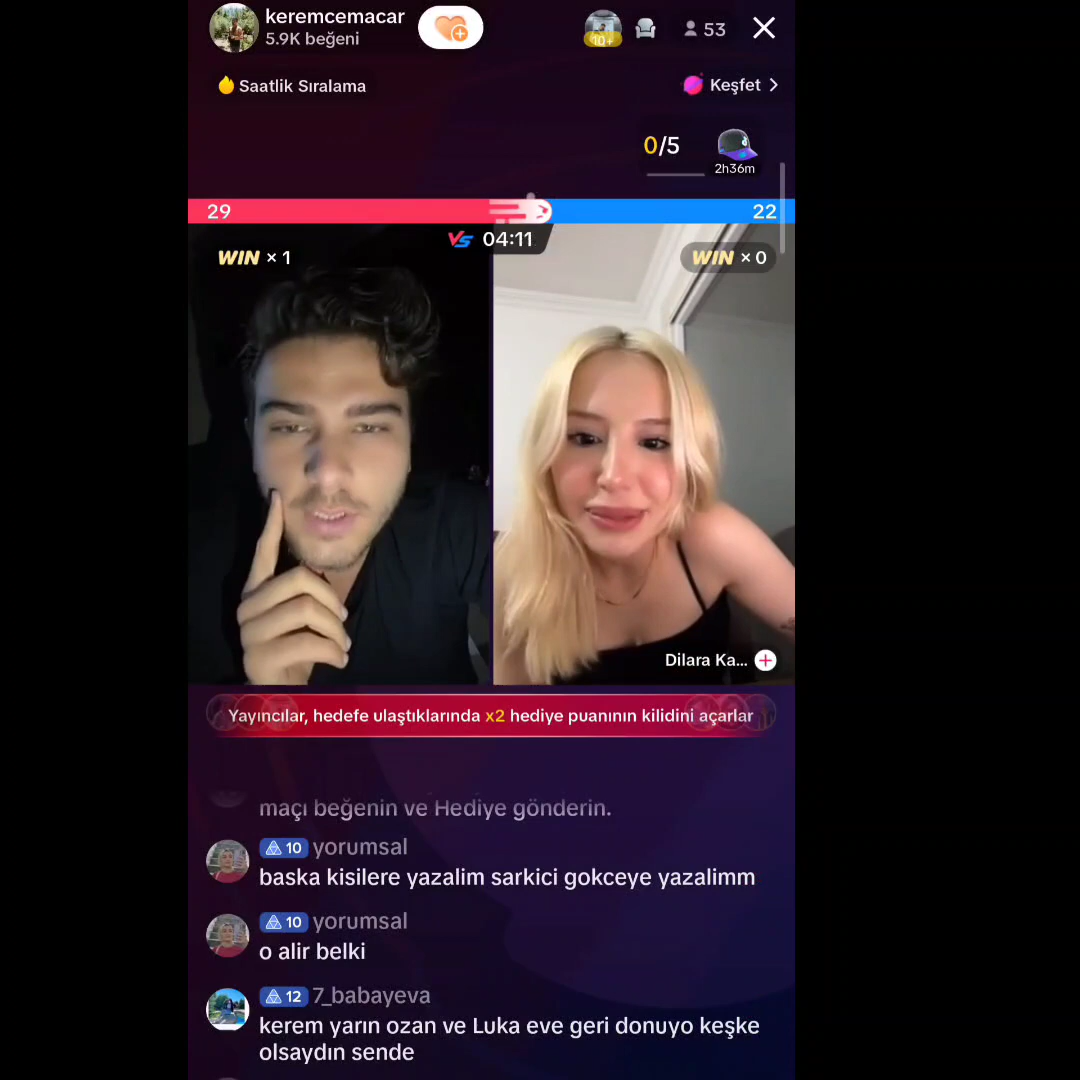 keremcemacar
5.9K beğeni
10+
53
Saatlik Sıralama
Keşfet
0/5
2h36m
29
22
VS 04:11
WIN × 1
WIN × 0
Dilara Ka...
Yayıncılar, hedefe ulaştıklarında x2 hediye puanının kilidini açarlar
maçı beğenin ve Hediye gönderin.
10 yorumsal
baska kisilere yazalim sarkici gokceye yazalimm
10 yorumsal
o alir belki
12 7_babayeva
kerem yarın ozan ve Luka eve geri donuyo keşke
olsaydın sende